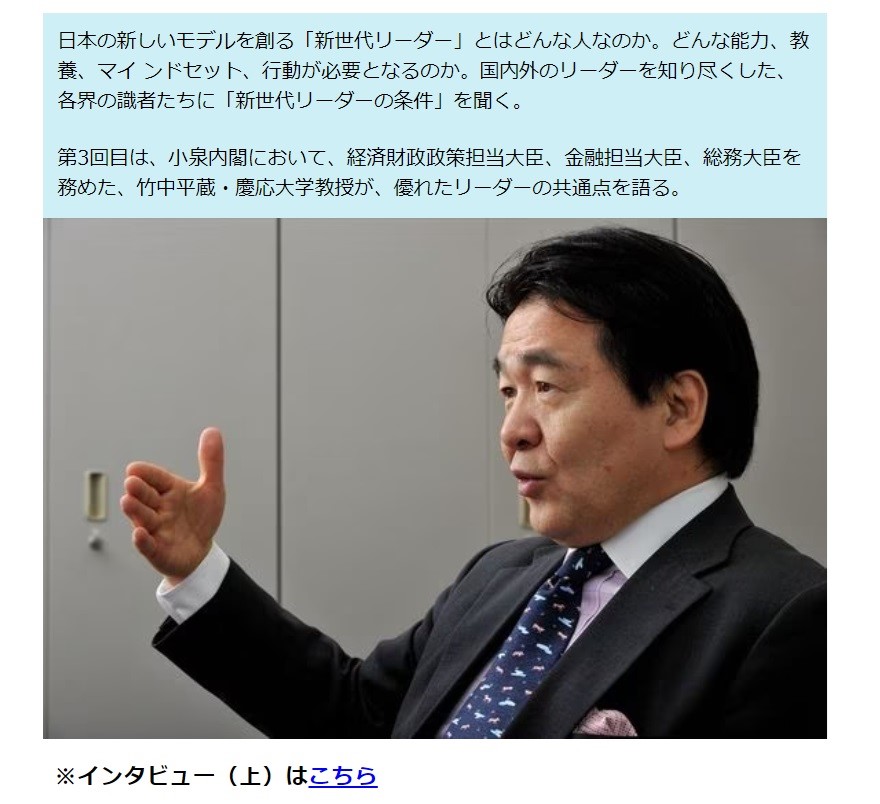 日本の新しいモデルを創る「新世代リーダー」とはどんな人なのか。どんな能力、教
養、マイ ンドセット、行動が必要となるのか。国内外のリーダーを知り尽くした、
各界の識者たちに「新世代リーダーの条件」を聞く。
第3回目は、小泉内閣において、経済財政政策担当大臣、金融担当大臣、総務大臣を
務めた、竹中平蔵・慶応大学教授が、優れたリーダーの共通点を語る。
※インタビュー（上）はこちら